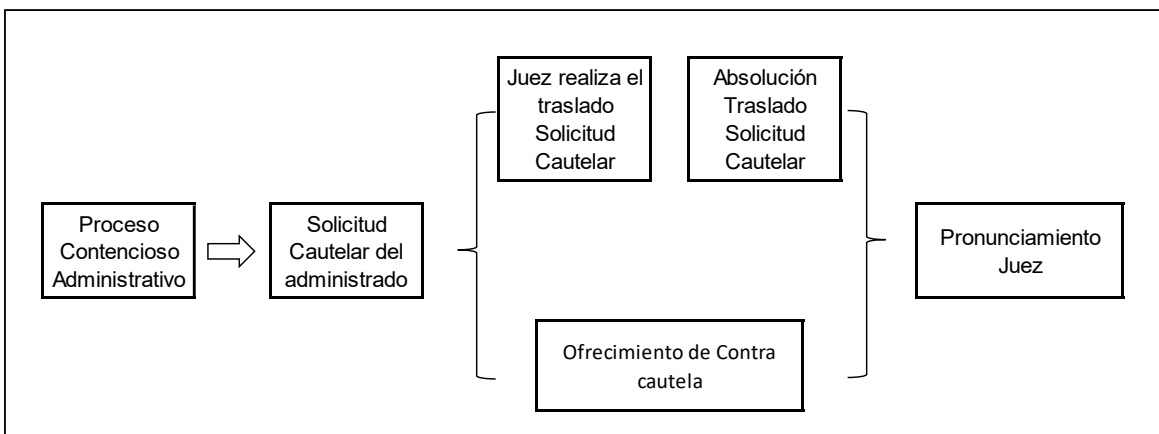 Proceso
Contencioso
Administrativo
Solicitud
Cautelar del
administrado
Juez realiza el
traslado
Solicitud
Cautelar
Absolución
Traslado
Solicitud
Cautelar
Ofrecimiento de Contra
cautela
Pronunciamiento
Juez